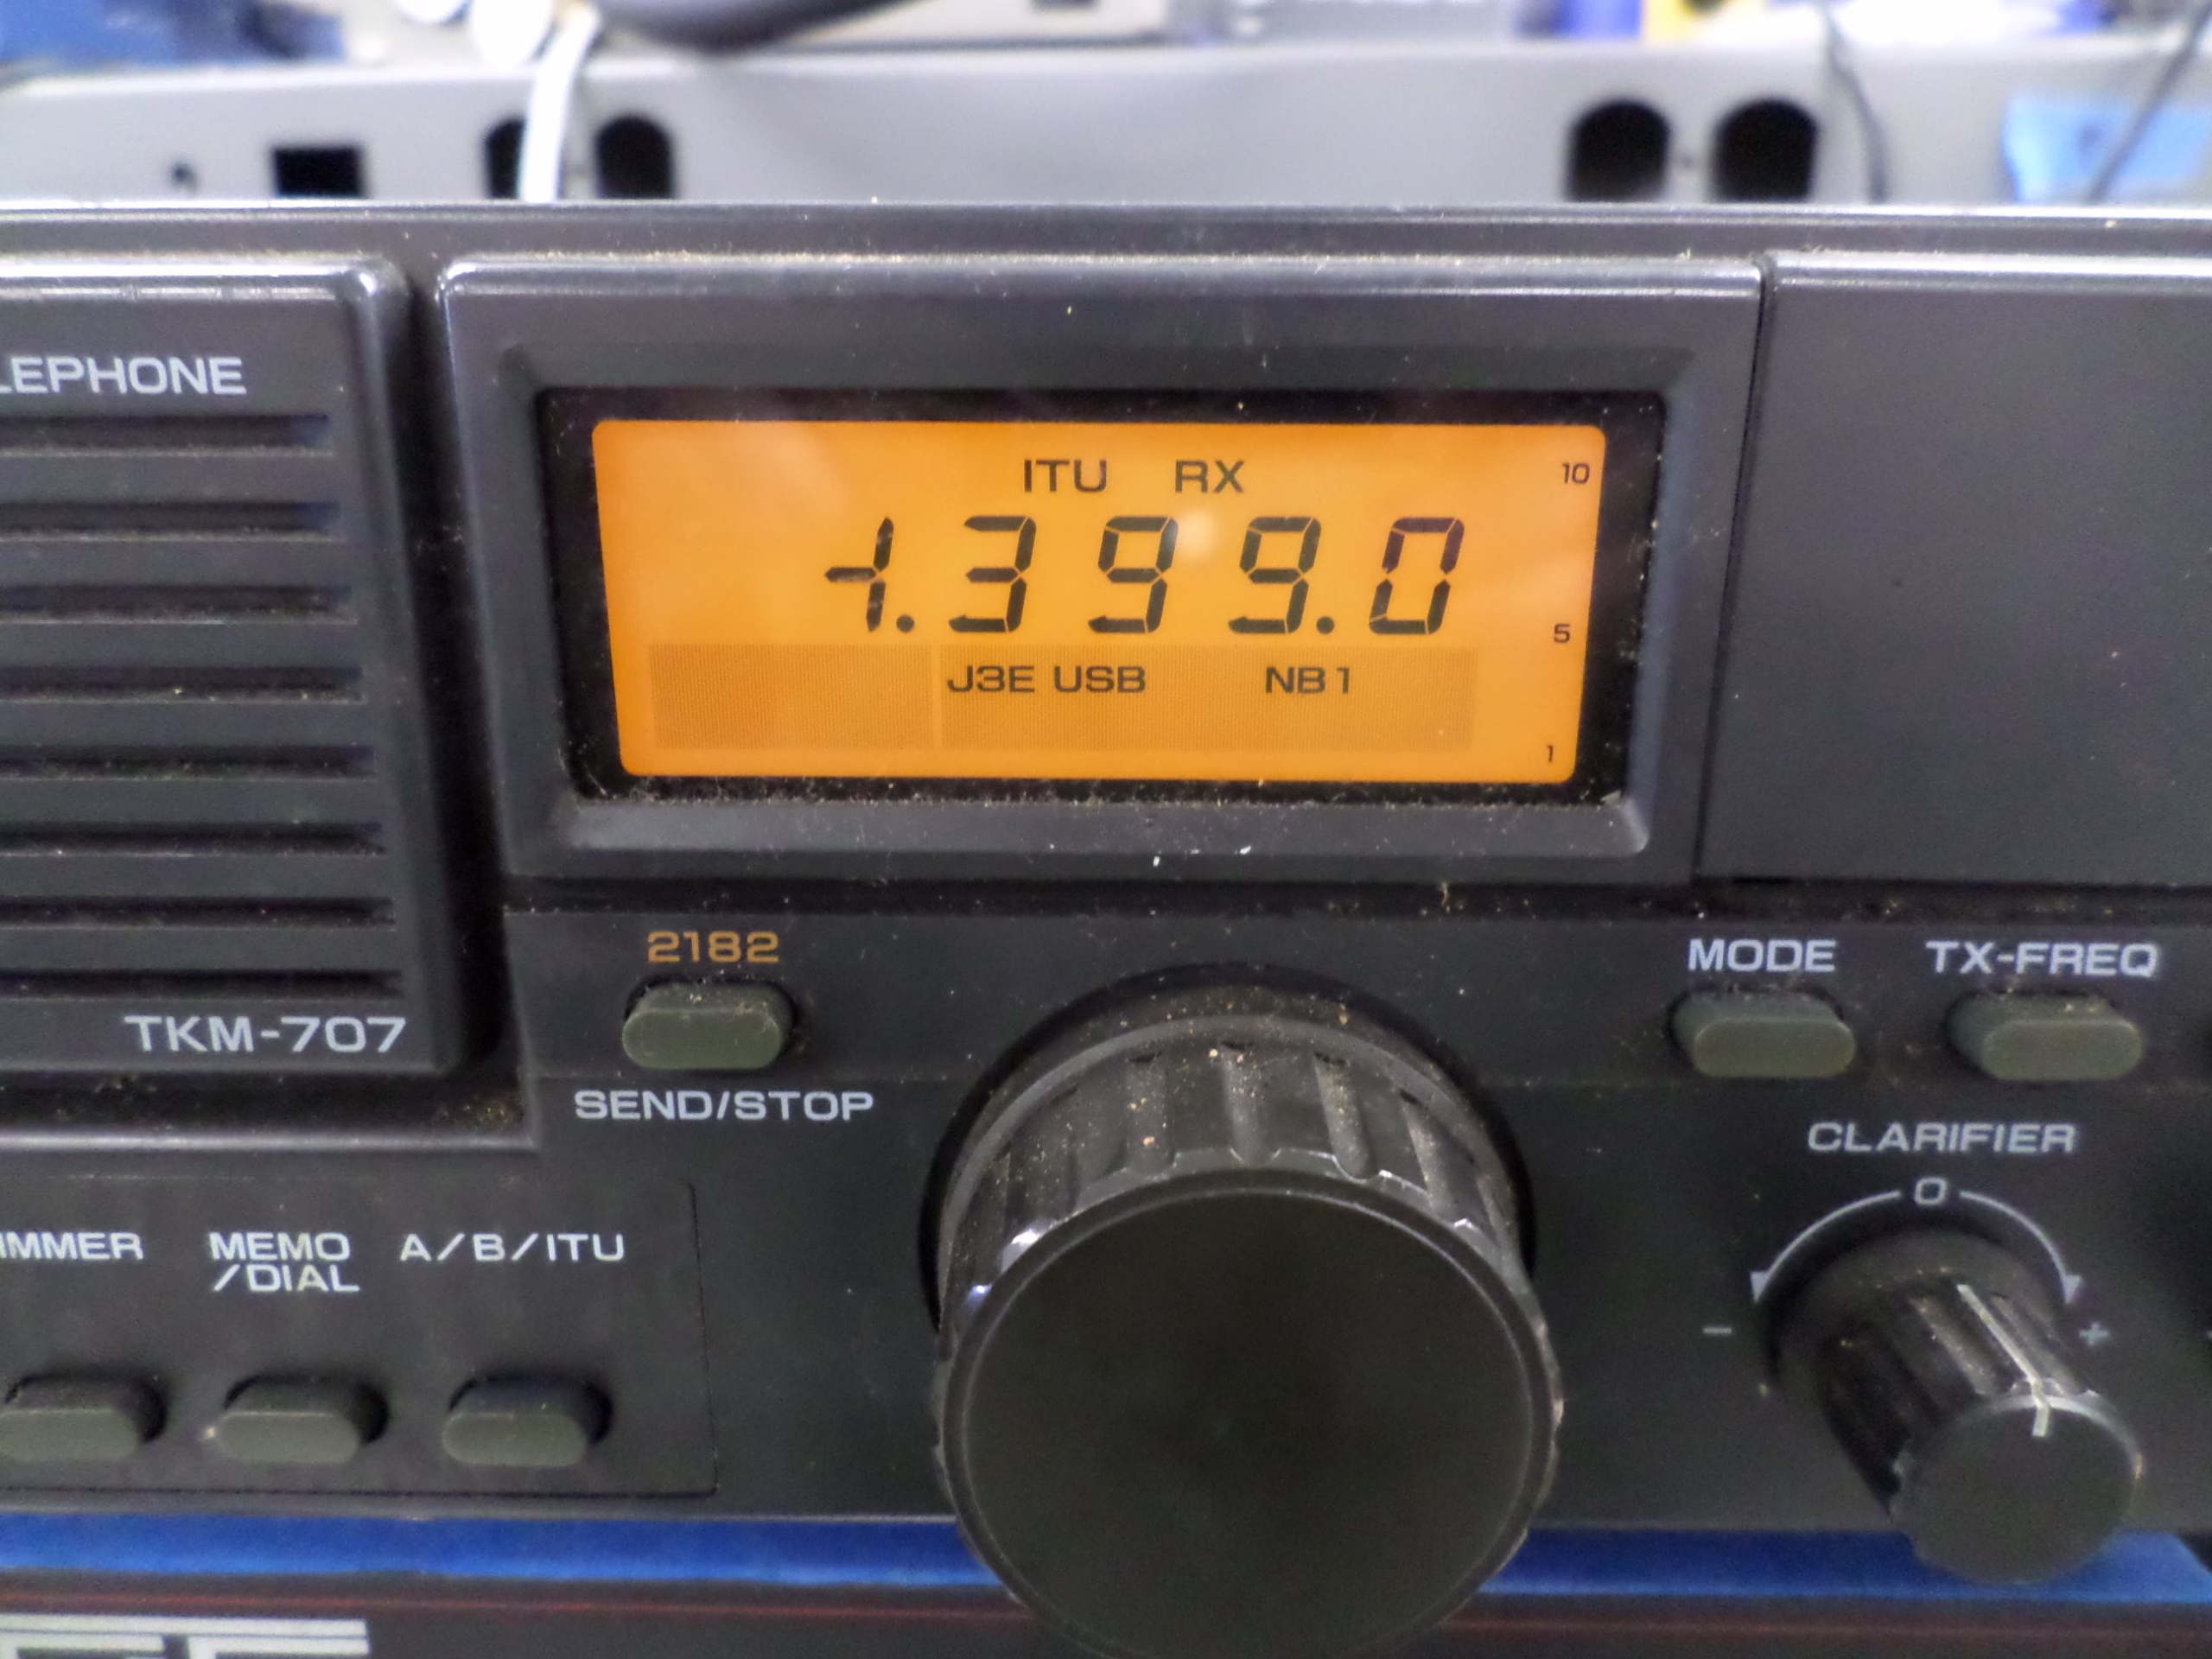 LEPHONE
ITU RX
10
-1.399.0
5
J3E USB NB1
1
2182
MODE TX-FREQ
TKM-707
SEND/STOP
CLARIFIER
0
IMMER MEMO A/B/ITU
/DIAL
- +